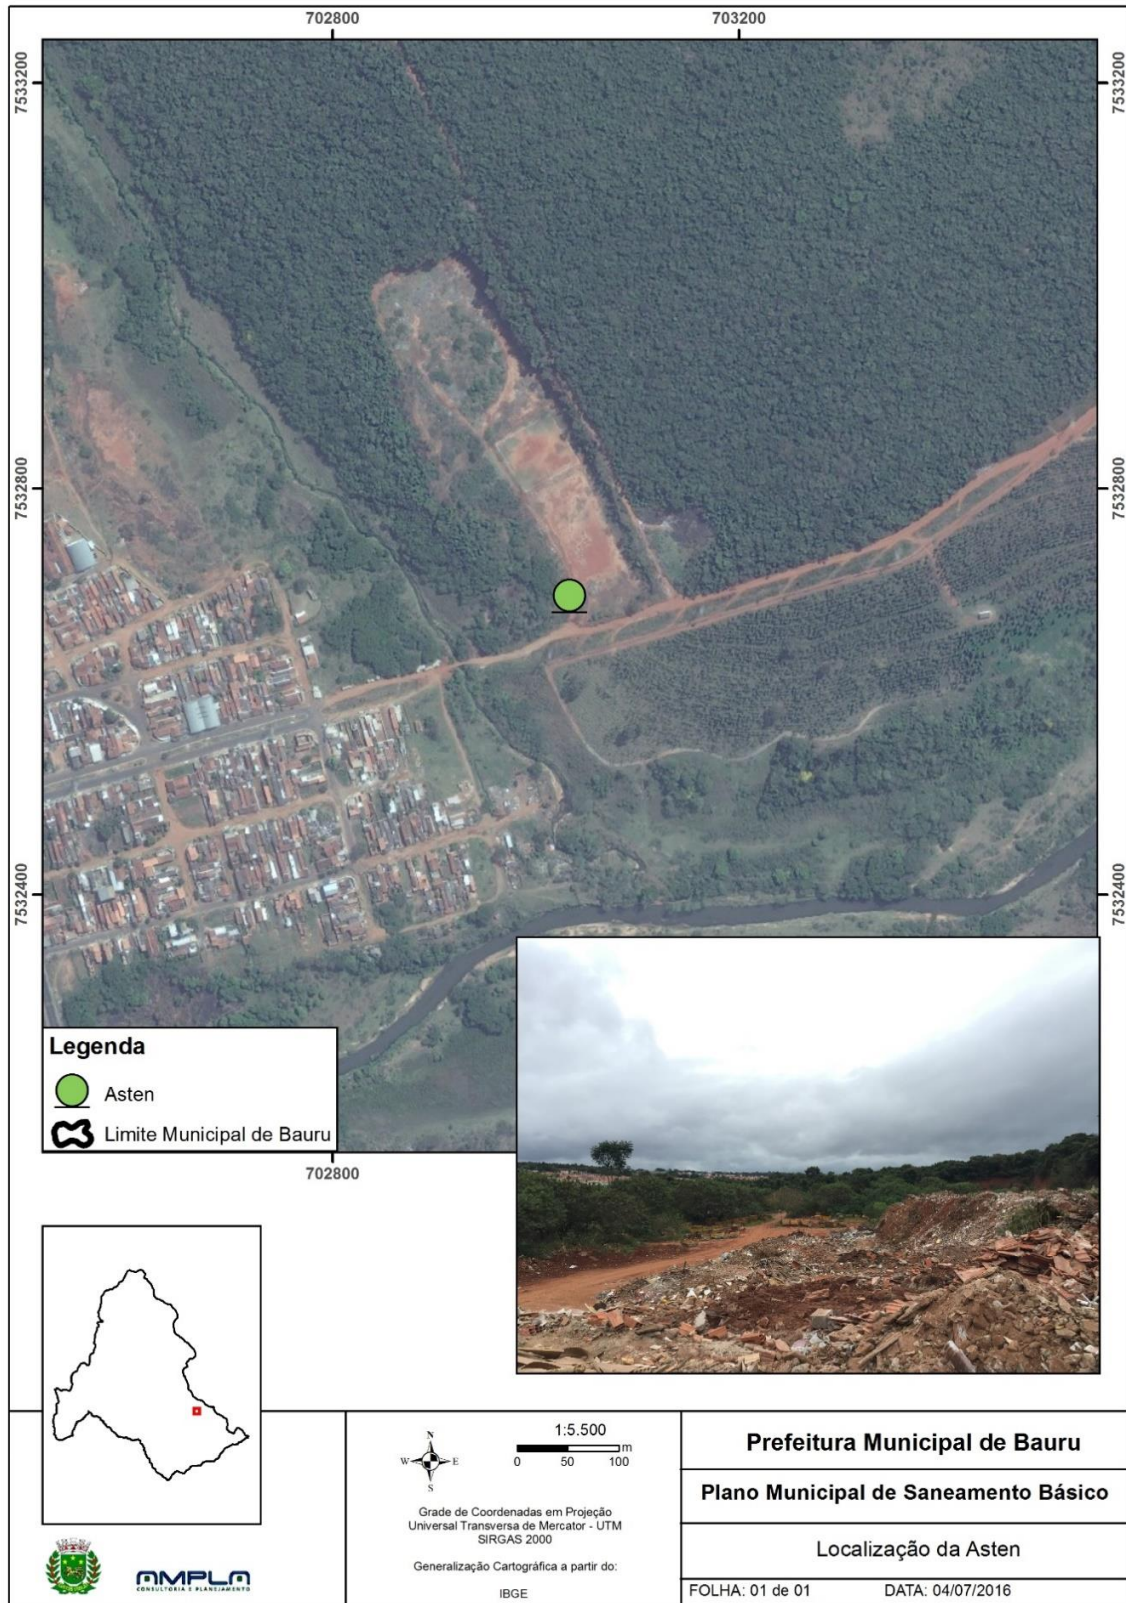 702800
703200
7533200
7533200
7532800
7532800
7532400
7532400
Legenda
Asten
Limite Municipal de Bauru
702800
N
W
E
S
1:5.500
m
0
50
100
Grade de Coordenadas em Projeção
Universal Transversa de Mercator - UTM
SIRGAS 2000
Generalização Cartográfica a partir do:
IBGE
AMPLA
CONSULTORIA E PLANEJAMENTO
Prefeitura Municipal de Bauru
Plano Municipal de Saneamento Básico
Localização da Asten
FOLHA: 01 de 01
DATA: 04/07/2016